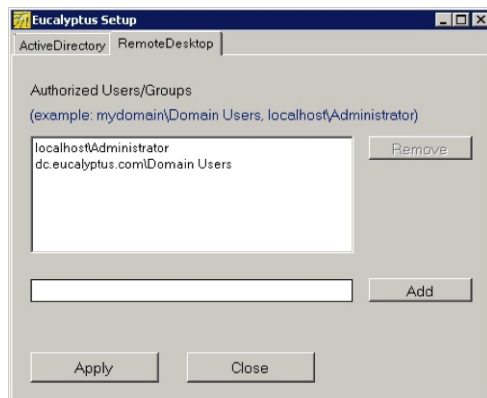 Eucalyptus Setup
ActiveDirectory RemoteDesktop
Authorized Users/Groups
(example: mydomain\Domain Users, localhost\Administrator)
localhost\Administrator
dc.eucalyptus.com\Domain Users
Remove
Add
Apply Close